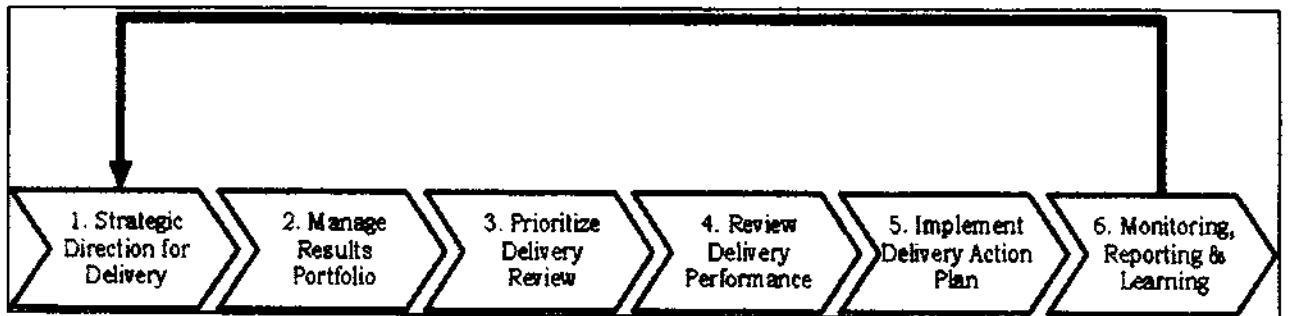 1. Strategic
Direction for
Delivery
2. Manage
Results
Portfolio
3. Prioritize
Delivery
Review
4. Review
Delivery
Performance
5. Implement
Delivery Action
Plan
6. Monitoring,
Reporting &
Learning